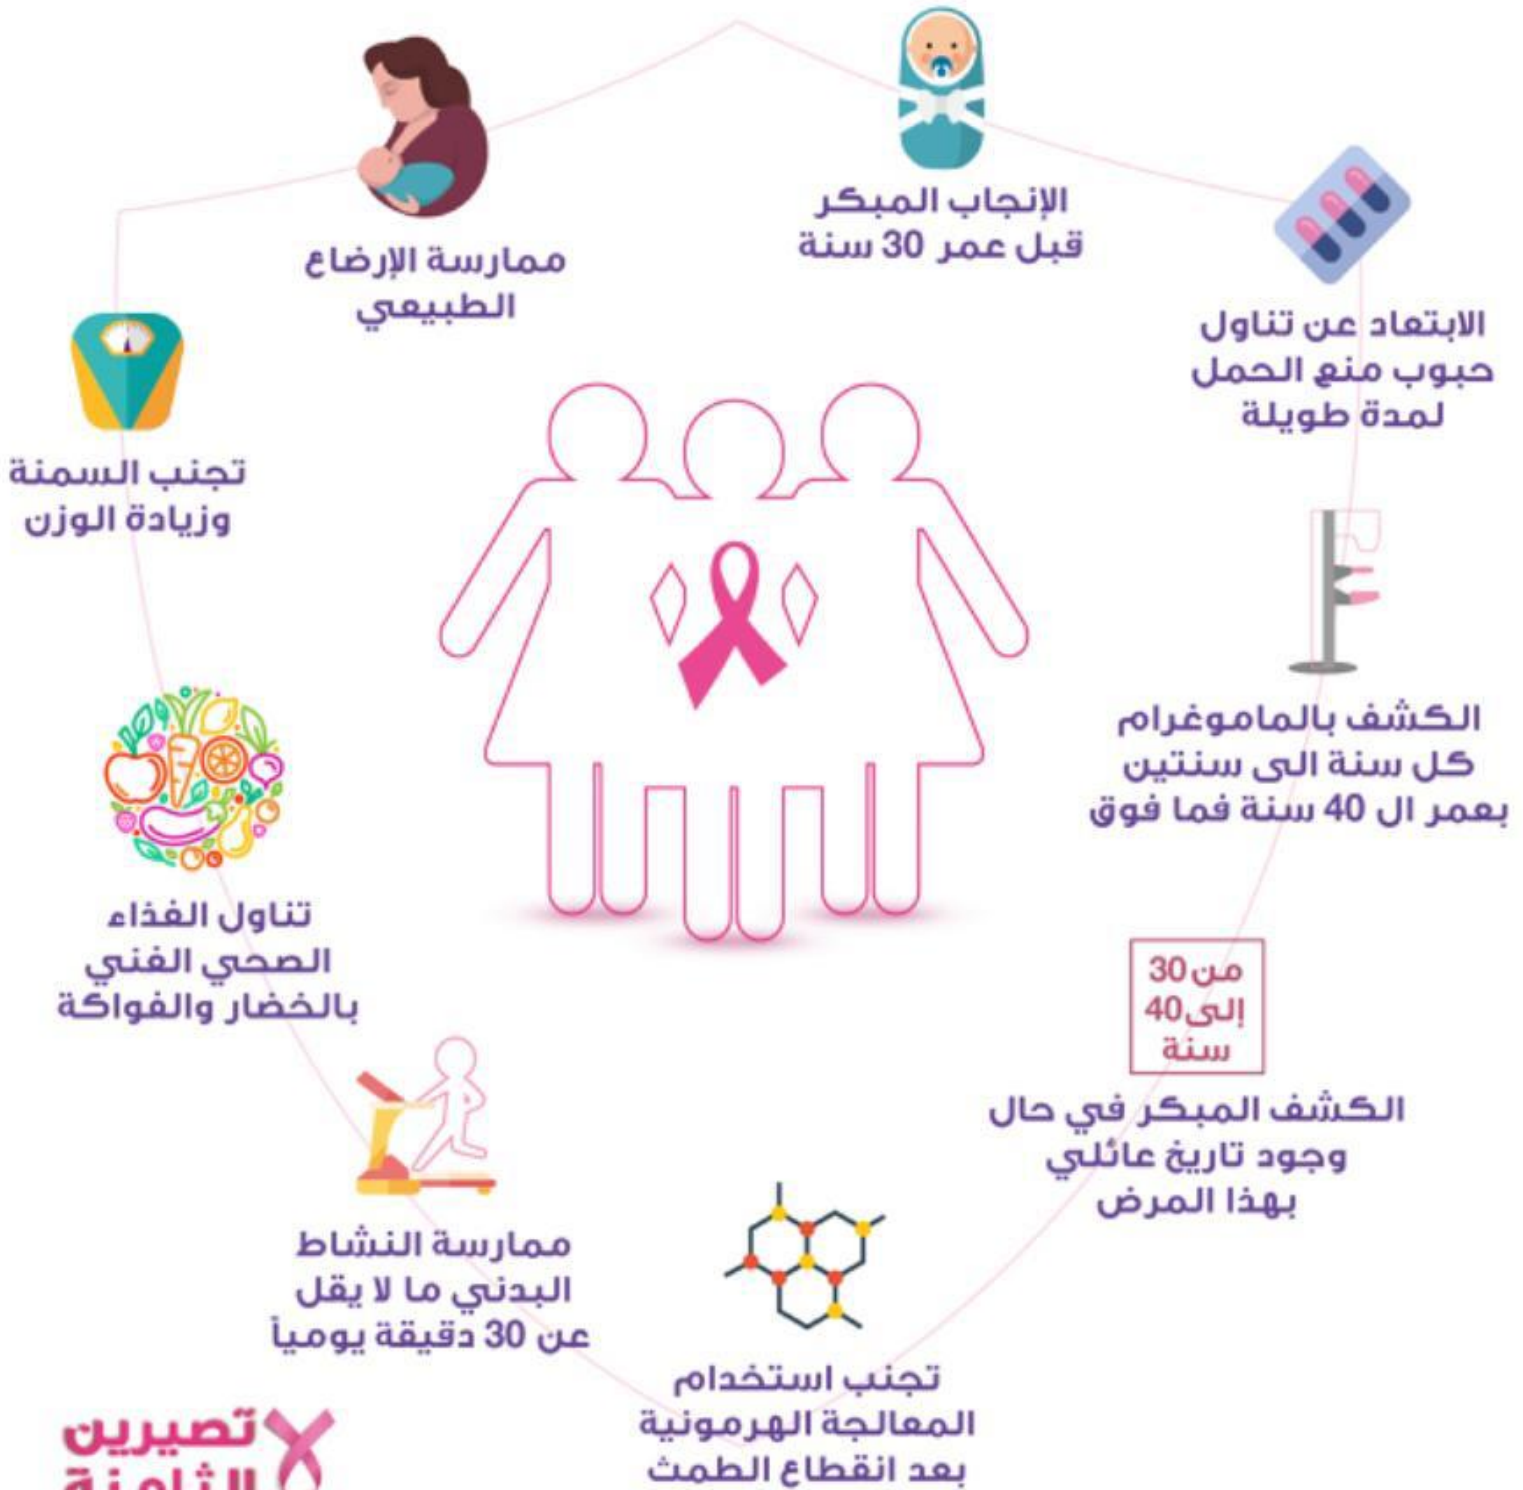 الإنجاب المبكر
قبل عمر 30 سنة
ممارسة الإرضاع
الطبيعي
الابتعاد عن تناول
حبوب منع الحمل
لمدة طويلة
تجنب السمنة
وزيادة الوزن
الكشف بالماموغرام
كل سنة الى سنتين
بعمر ال 40 سنة فما فوق
تناول الغذاء
الصحي الغني
بالخضار والفواكة
من 30
إلى 40
سنة
الكشف المبكر في حال
وجود تاريخ عائلي
بهذا المرض
ممارسة النشاط
البدني ما لا يقل
عن 30 دقيقة يومياً
تجنب استخدام
المعالجة الهرمونية
بعد انقطاع الطمث
تصيرين
الثامنة